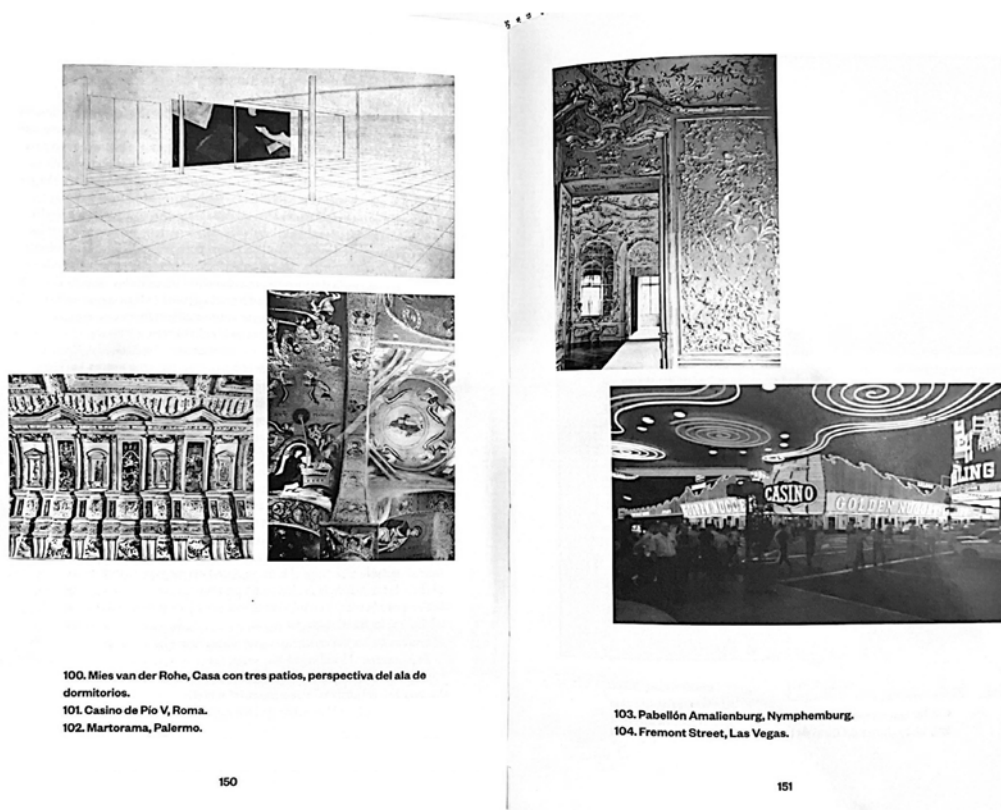 CASINO
GOLDEN NUGGET
LING
100. Mies van der Rohe, Casa con tres patios, perspectiva del ala de
dormitorios.
101. Casino de Pío V, Roma.
102. Martorama, Palermo.
150
103. Pabellón Amalienburg, Nymphemburg.
104. Fremont Street, Las Vegas.
151